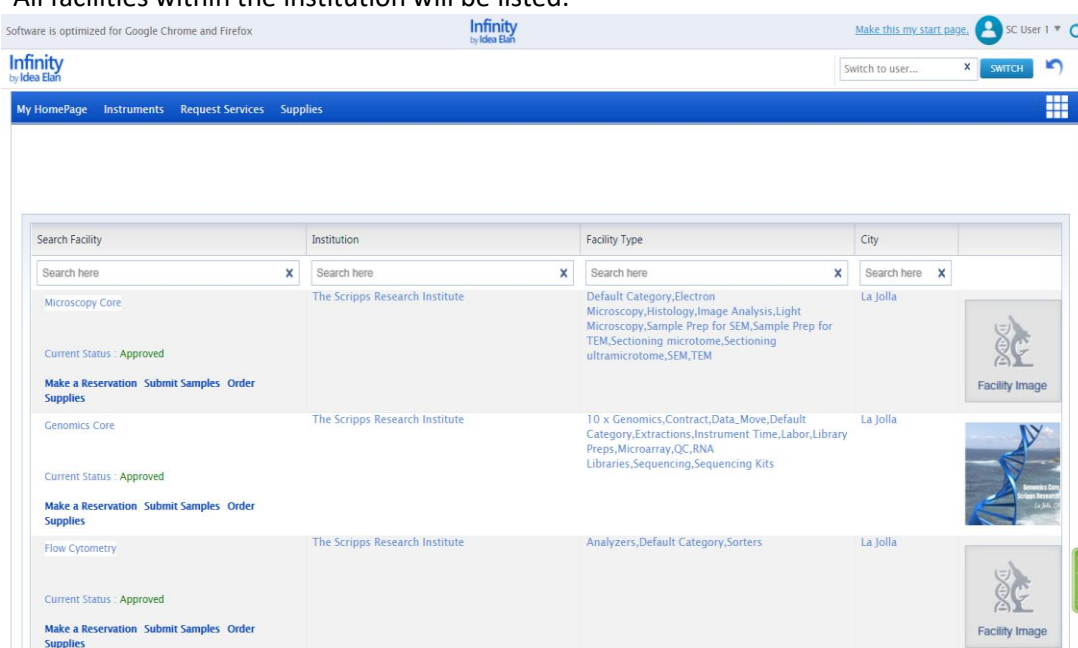 All facilities within the institution will be listed.
Software is optimized for Google Chrome and Firefox
Infinity
by Idea Elan
Make this my start page.
SC User 1
Infinity
by Idea Elan
Switch to user... X SWITCH
My HomePage Instruments Request Services Supplies
Search Facility Institution Facility Type City
Search here X Search here X Search here X Search here X
Microscopy Core
The Scripps Research Institute
Default Category,Electron
Microscopy,Histology,Image Analysis,Light
Microscopy,Sample Prep for SEM,Sample Prep for
TEM,Sectioning microtome,Sectioning
ultramicrotome,SEM,TEM
La Jolla
Current Status : Approved
Make a Reservation Submit Samples Order
Supplies
Facility Image
Genomics Core
The Scripps Research Institute
10 x Genomics,Contract,Data_Move,Default
Category,Extractions,Instrument Time,Labor,Library
Preps,Microarray,QC,RNA
Libraries,Sequencing,Sequencing Kits
La Jolla
Current Status : Approved
Make a Reservation Submit Samples Order
Supplies
Genomics Core
Scripps Research
La Jolla, CA
Flow Cytometry
The Scripps Research Institute
Analyzers,Default Category,Sorters
La Jolla
Current Status : Approved
Make a Reservation Submit Samples Order
Supplies
Facility Image